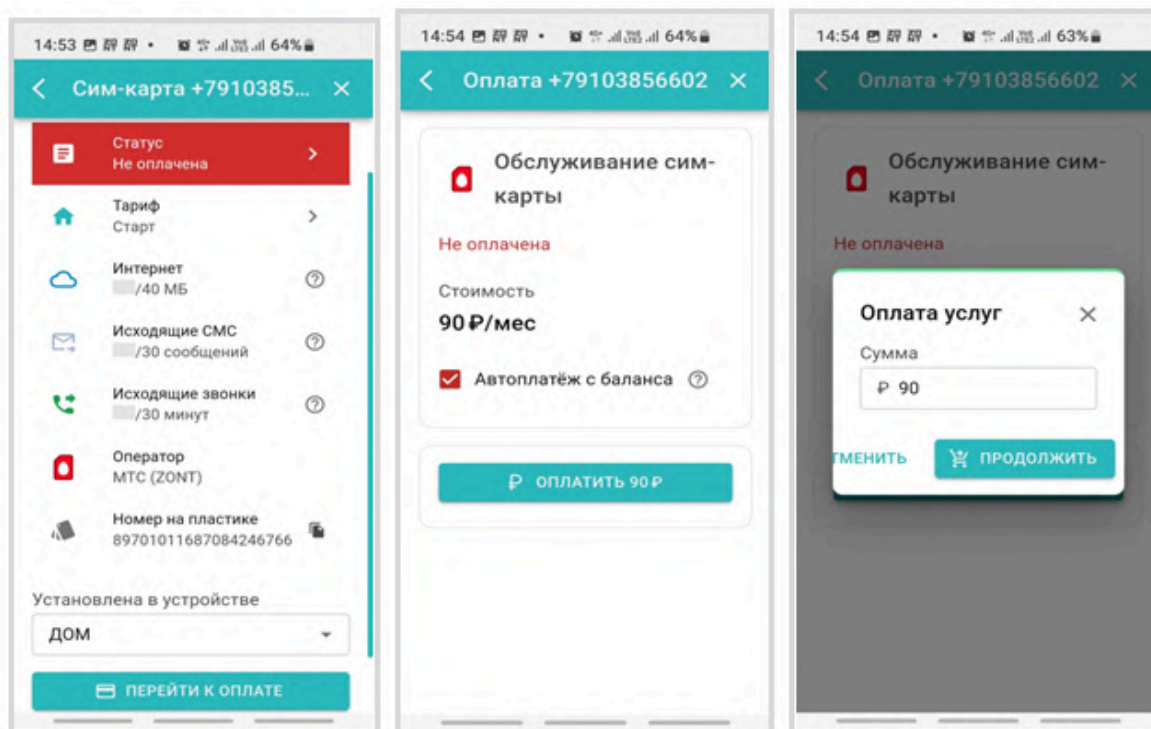 14:53
64%
Сим-карта +7910385...
Статус
Не оплачена
Тариф
Старт
Интернет
/40 МБ
Исходящие СМС
/30 сообщений
Исходящие звонки
/30 минут
Оператор
МТС (ZONT)
Номер на пластике
89701011687084246766
Установлена в устройстве
ДОМ
ПЕРЕЙТИ К ОПЛАТЕ
14:54
64%
Оплата +79103856602
Обслуживание сим-
карты
Не оплачена
Стоимость
90 ₽/мес
Автоплатёж с баланса
₽ ОПЛАТИТЬ 90 ₽
14:54
63%
Оплата +79103856602
Обслуживание сим-
карты
Не оплачена
Оплата услуг
Сумма
₽ 90
ТМЕНИТЬ
ПРОДОЛЖИТЬ